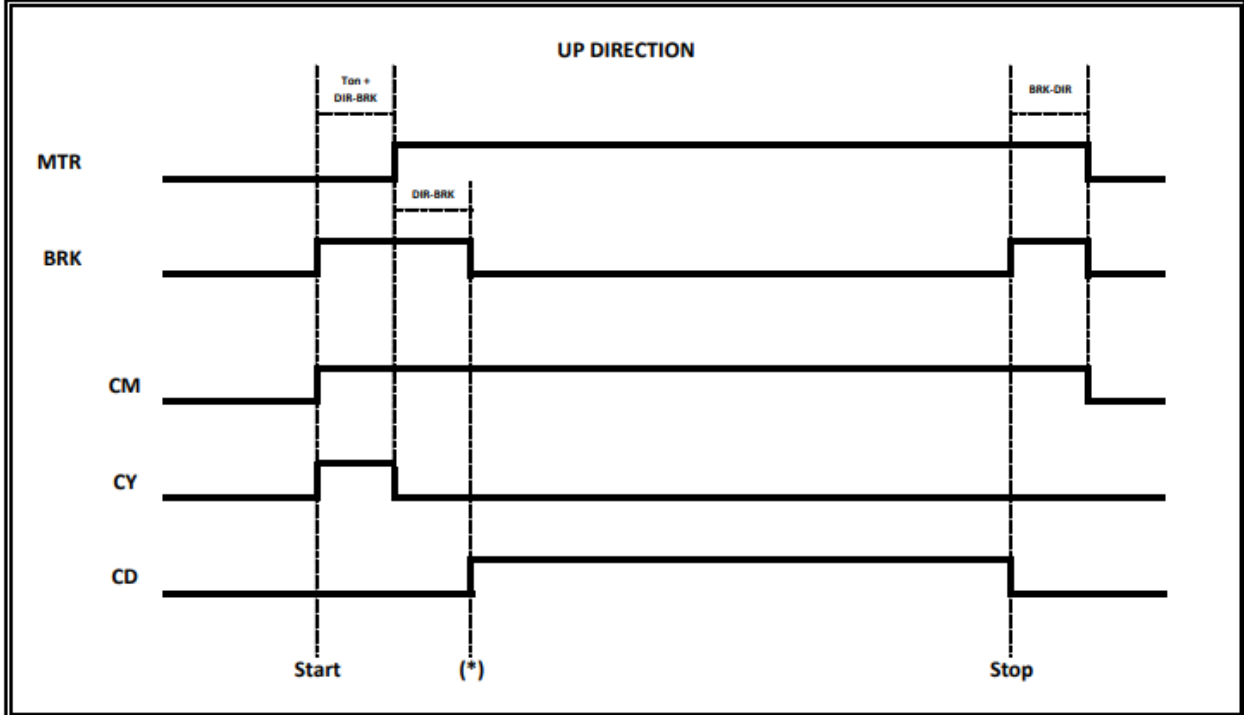 UP DIRECTION
Ton +
DIR-BRK
BRK-DIR
MTR
DIR-BRK
BRK
CM
CY
CD
Start
(*)
Stop